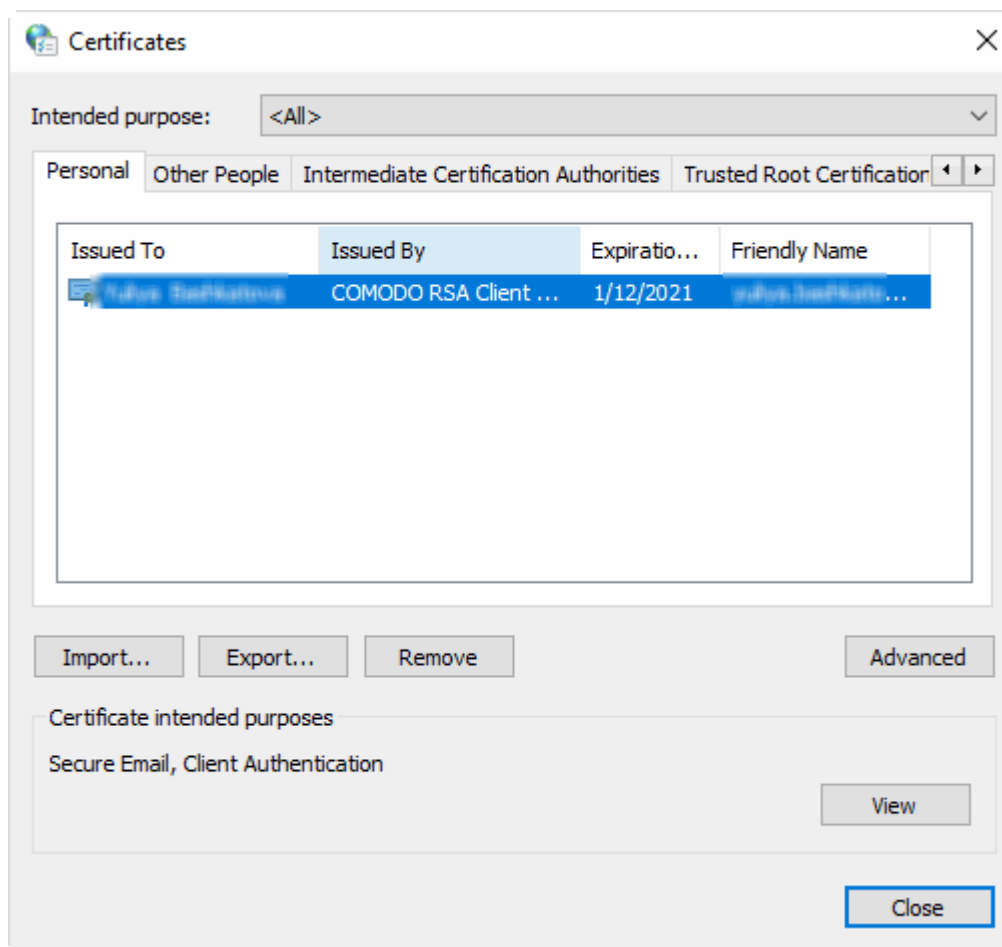 Certificates
Intended purpose: <All>
Personal Other People Intermediate Certification Authorities Trusted Root Certification
Issued To Issued By Expiratio... Friendly Name
COMODO RSA Client ... 1/12/2021 ...
Import... Export... Remove Advanced
Certificate intended purposes
Secure Email, Client Authentication
View
Close